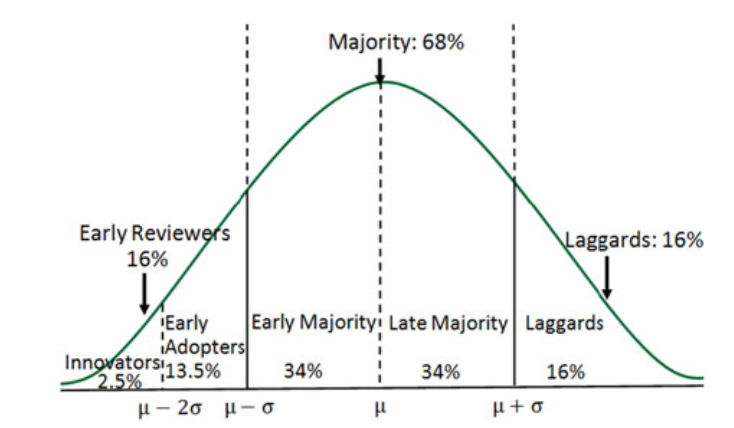 Majority: 68%
Early Reviewers
16%
Laggards: 16%
Early
Adopters
Early Majority
Late Majority
Laggards
Innovators
2.5%
13.5%
34%
34%
16%
μ − 2σ
μ − σ
μ
μ + σ